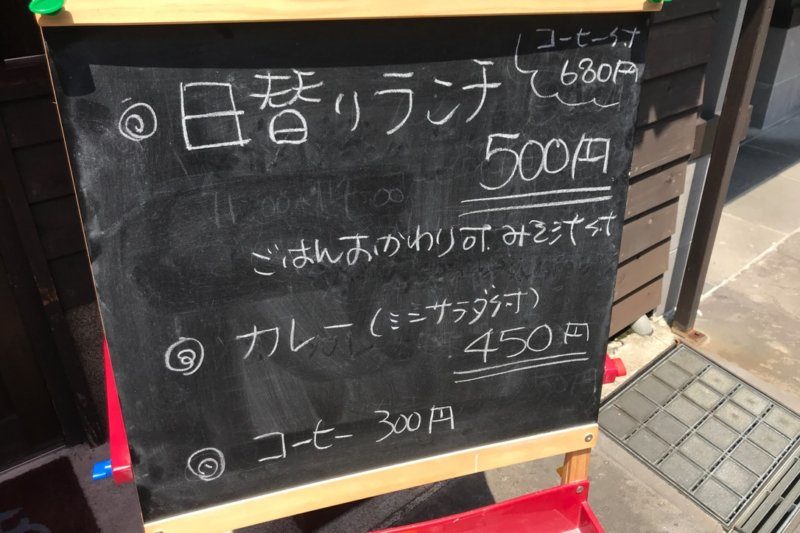 コーヒー付
680円
◎ 日替りランチ
500円
ごはんおかわり可 みそ汁付
◎ カレー (ミニサラダ付)
450円
◎ コーヒー 300円